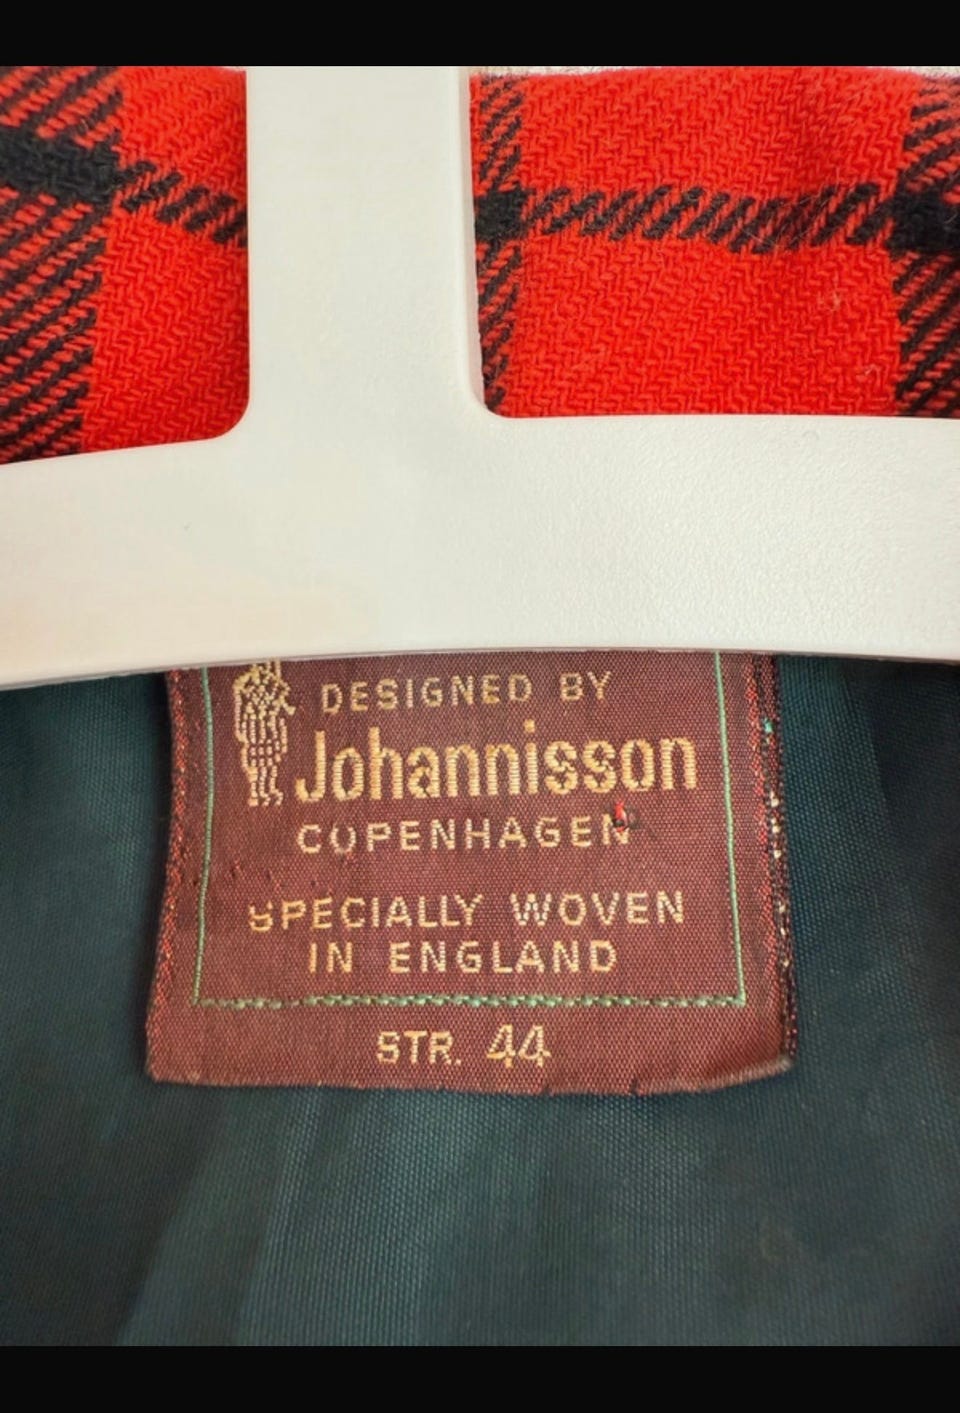 DESIGNED BY
Johannisson
COPENHAGEN
SPECIALLY WOVEN
IN ENGLAND
STR. 44